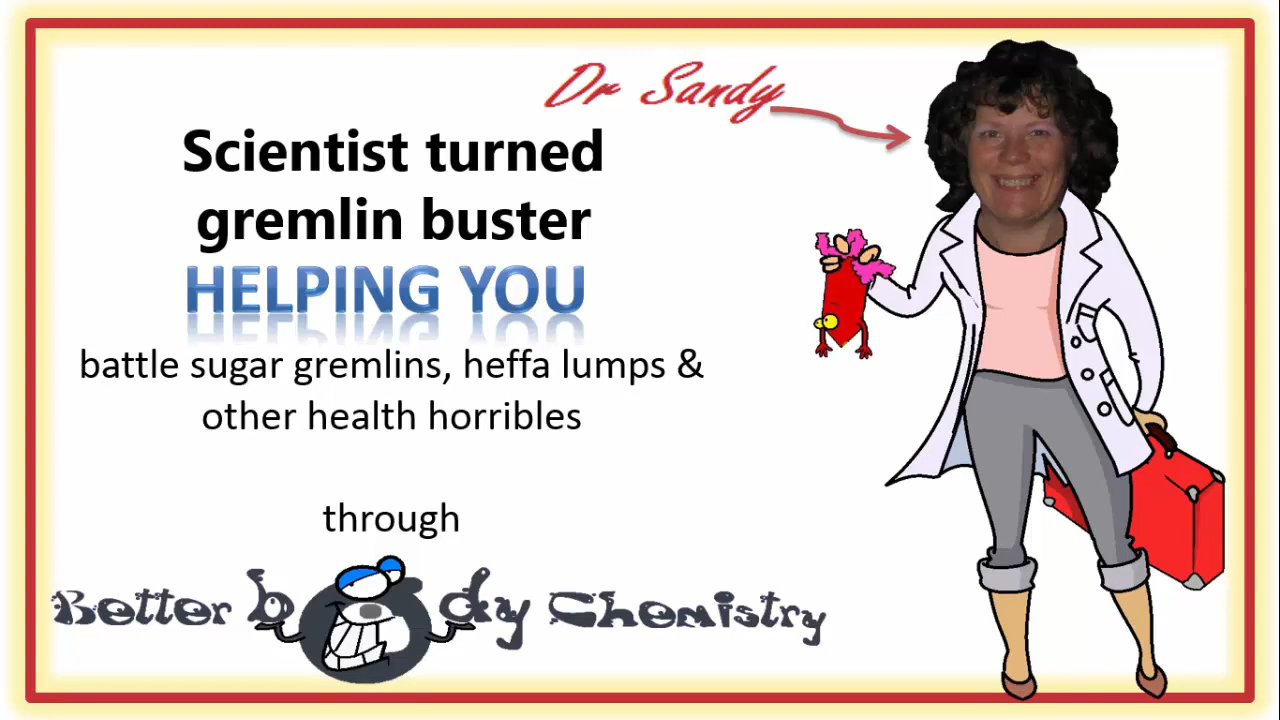 Dr Sandy
Scientist turned
gremlin buster
HELPING YOU
battle sugar gremlins, heffa lumps &
other health horribles
through
Better body Chemistry